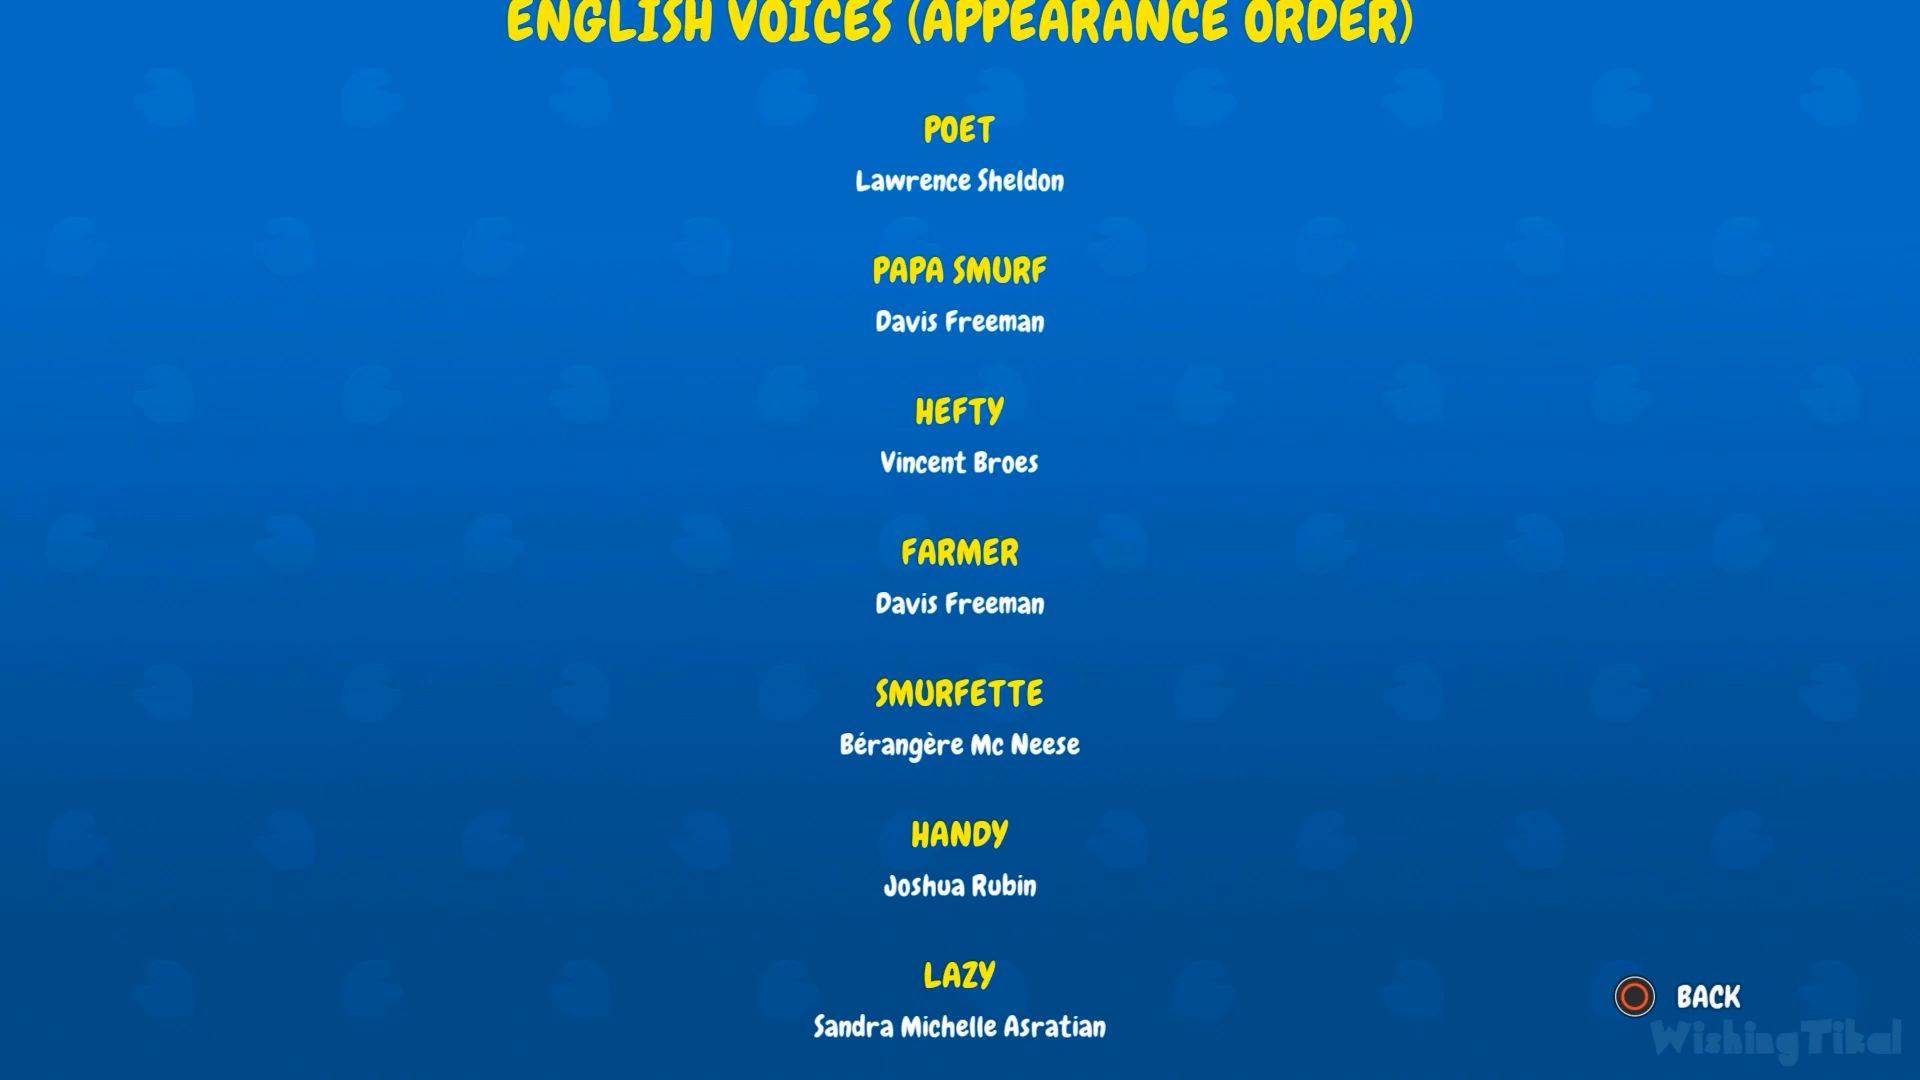 ENGLISH VOICES (APPEARANCE ORDER)
POET
Lawrence Sheldon
PAPA SMURF
Davis Freeman
HEFTY
Vincent Broes
FARMER
Davis Freeman
SMURFETTE
Bérangère Mc Neese
HANDY
Joshua Rubin
LAZY
Sandra Michelle Asratian
BACK
WishingTikal